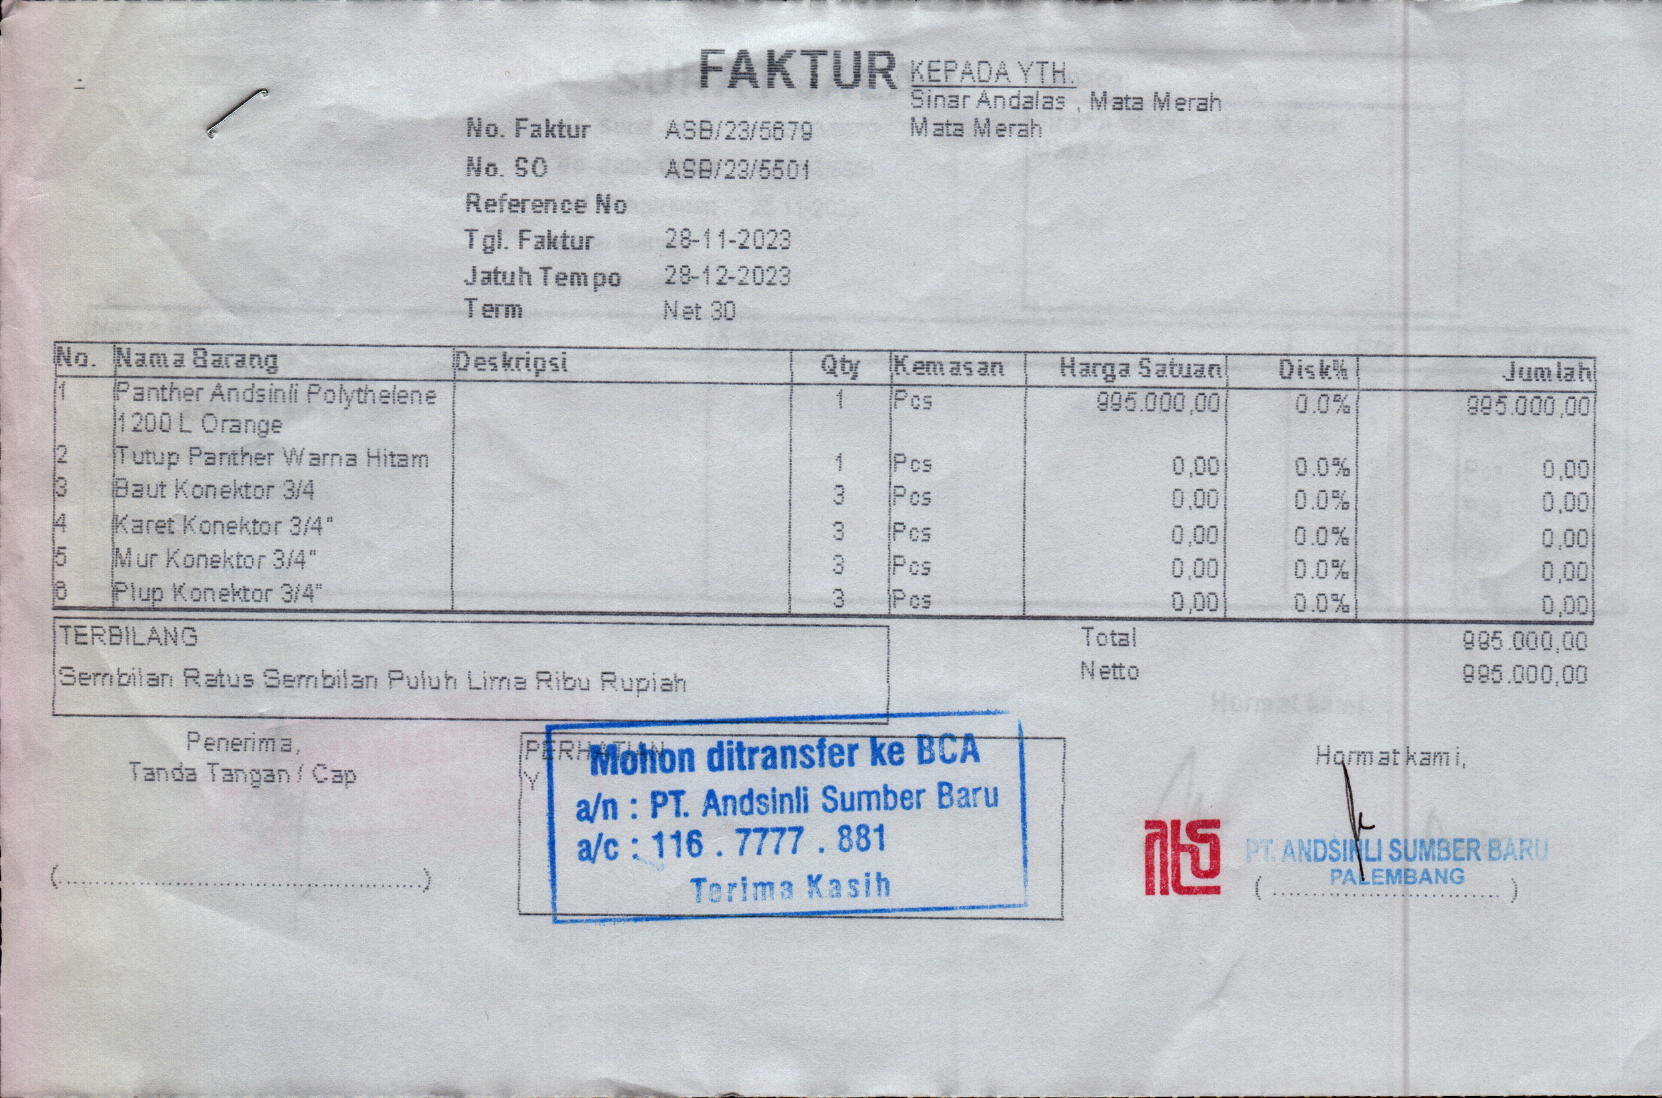 FAKTUR
KEPADA YTH.
Sinar Andalas , Mata Merah
Mata Merah
No. Faktur ASB/23/5679
No. SO ASB/23/5501
Reference No
Tgl. Faktur 28-11-2023
Jatuh Tempo 28-12-2023
Term Net 30
No. Nama Barang Deskripsi Qty Kemasan Harga Satuan Disk% Jumlah
1 Panther Andsinli Polythelene 1 Pcs 995.000,00 0.0% 995.000,00
1200 L Orange
2 Tutup Panther Warna Hitam 1 Pcs 0,00 0.0% 0,00
3 Baut Konektor 3/4 3 Pcs 0,00 0.0% 0,00
4 Karet Konektor 3/4" 3 Pcs 0,00 0.0% 0,00
5 Mur Konektor 3/4" 3 Pcs 0,00 0.0% 0,00
6 Plup Konektor 3/4" 3 Pcs 0,00 0.0% 0,00
TERBILANG
Sembilan Ratus Sembilan Puluh Lima Ribu Rupiah
Total 995.000,00
Netto 995.000,00
Penerima,
Tanda Tangan / Cap
(.......................................................)
PERHATIAN
Y
Mohon ditransfer ke BCA
a/n : PT. Andsinli Sumber Baru
a/c : 116 . 7777 . 881
Terima Kasih
Hormat kami,
PT. ANDSINLI SUMBER BARU
PALEMBANG
(...................................)